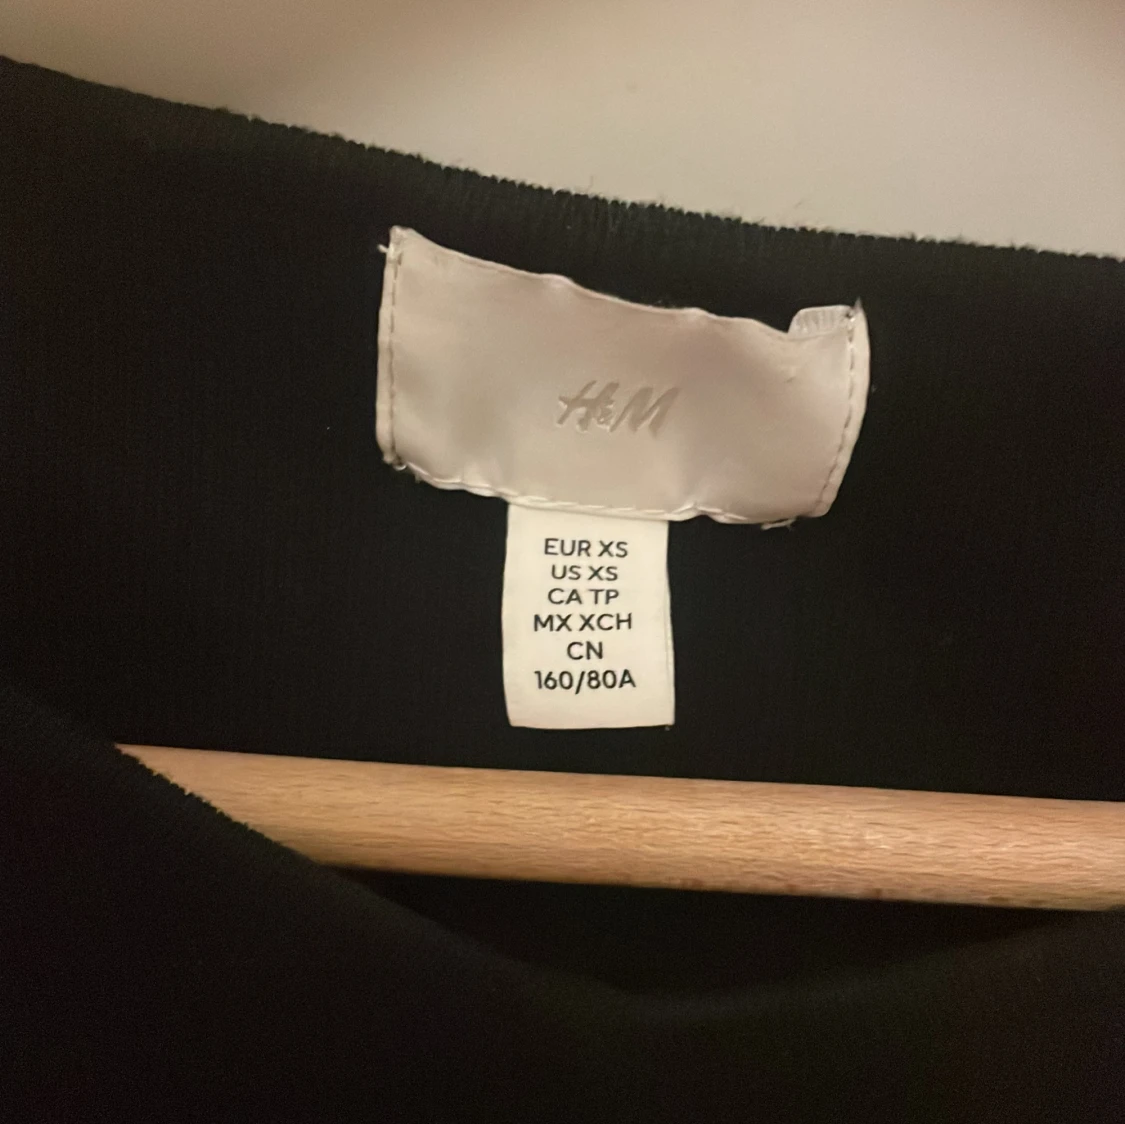 H&M
EUR XS
US XS
CA TP
MX XCH
CN
160/80A